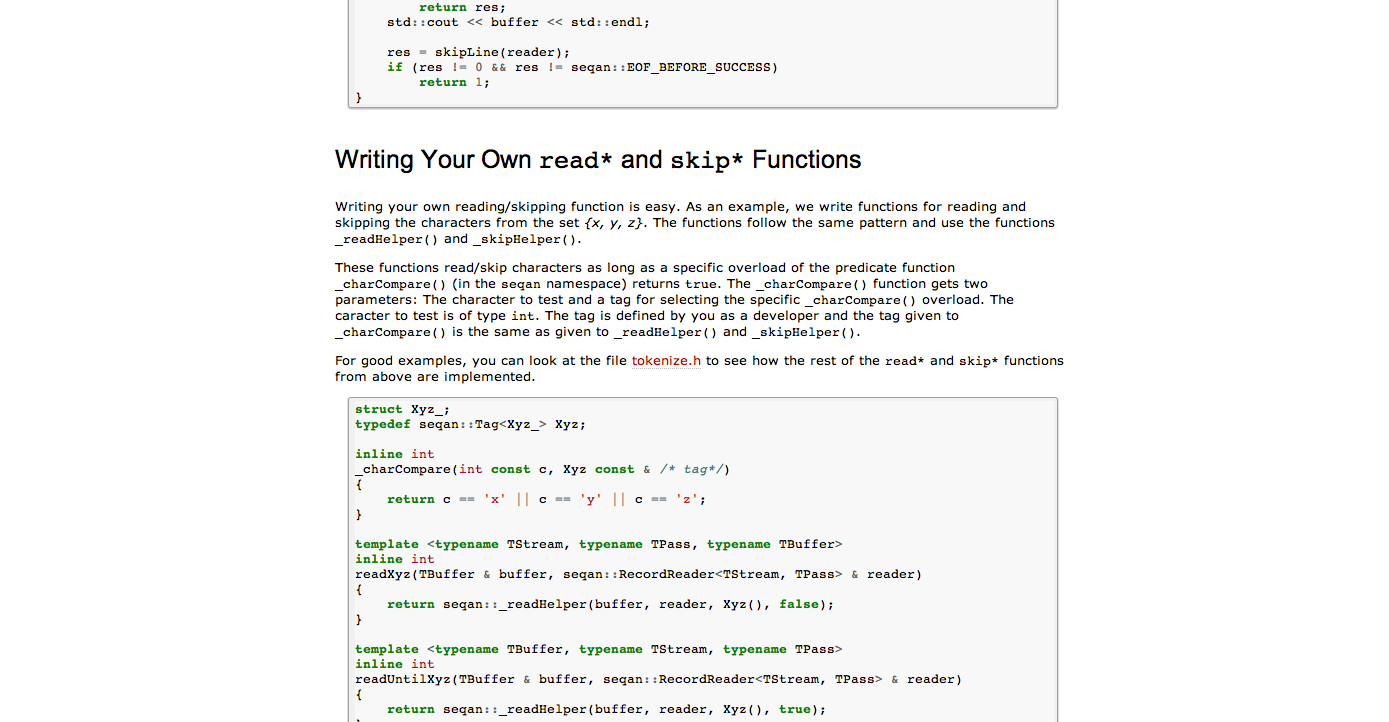 return res;
std::cout << buffer << std::endl;
res = skipLine(reader);
if (res != 0 && res != seqan::EOF_BEFORE_SUCCESS)
return 1;
}
Writing Your Own read* and skip* Functions
Writing your own reading/skipping function is easy. As an example, we write functions for reading and
skipping the characters from the set {x, y, z}. The functions follow the same pattern and use the functions
_readHelper() and _skipHelper().
These functions read/skip characters as long as a specific overload of the predicate function
_charCompare() (in the seqan namespace) returns true. The _charCompare() function gets two
parameters: The character to test and a tag for selecting the specific _charCompare() overload. The
caracter to test is of type int. The tag is defined by you as a developer and the tag given to
_charCompare() is the same as given to _readHelper() and _skipHelper().
For good examples, you can look at the file tokenize.h to see how the rest of the read* and skip* functions
from above are implemented.
struct Xyz_;
typedef seqan::Tag<Xyz_> Xyz;
inline int
_charCompare(int const c, Xyz const & /* tag*/)
{
return c == 'x' || c == 'y' || c == 'z';
}
template <typename TStream, typename TPass, typename TBuffer>
inline int
readXyz(TBuffer & buffer, seqan::RecordReader<TStream, TPass> & reader)
{
return seqan::_readHelper(buffer, reader, Xyz(), false);
}
template <typename TBuffer, typename TStream, typename TPass>
inline int
readUntilXyz(TBuffer & buffer, seqan::RecordReader<TStream, TPass> & reader)
{
return seqan::_readHelper(buffer, reader, Xyz(), true);